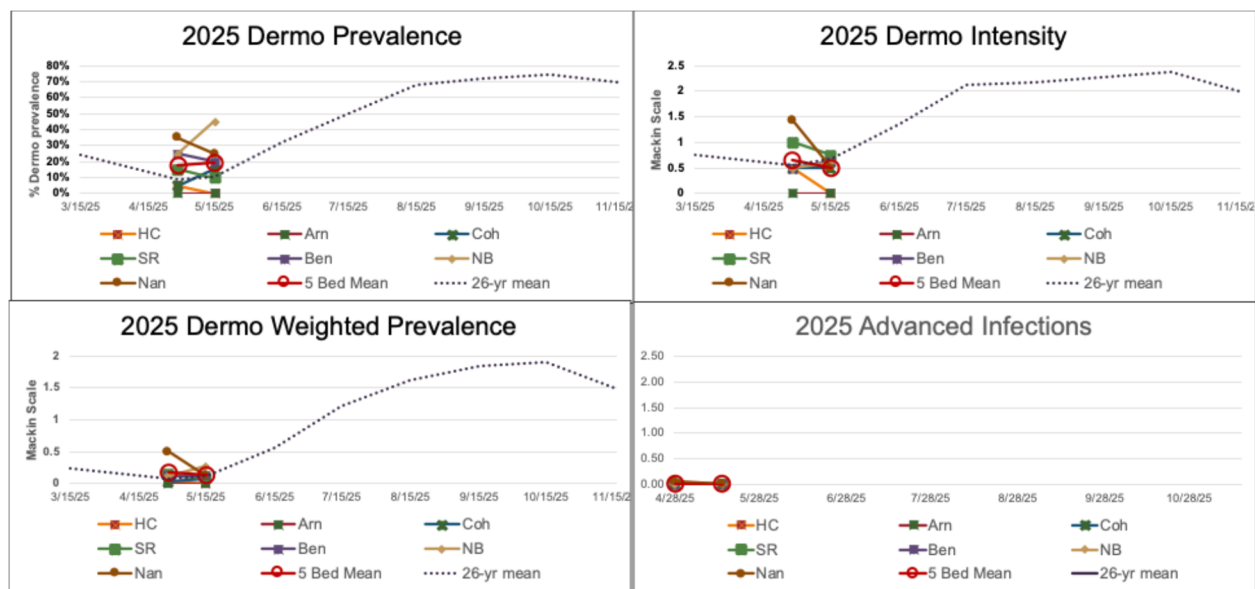 2025 Dermo Prevalence
% Dermo prevalence
80%
70%
60%
50%
40%
30%
20%
10%
0%
3/15/25 4/15/25 5/15/25 6/15/25 7/15/25 8/15/25 9/15/25 10/15/25 11/15/2
HC Arn Coh
SR Ben NB
Nan 5 Bed Mean 26-yr mean
2025 Dermo Intensity
Mackin Scale
2.5
2
1.5
1
0.5
0
3/15/25 4/15/25 5/15/25 6/15/25 7/15/25 8/15/25 9/15/25 10/15/25 11/15/2
HC Arn Coh
SR Ben NB
Nan 5 Bed Mean 26-yr mean
2025 Dermo Weighted Prevalence
Mackin Scale
2
1.5
1
0.5
0
3/15/25 4/15/25 5/15/25 6/15/25 7/15/25 8/15/25 9/15/25 10/15/25 11/15/2
HC Arn Coh
SR Ben NB
Nan 5 Bed Mean 26-yr mean
2025 Advanced Infections
2.50
2.00
1.50
1.00
0.50
0.00
4/28/25 5/28/25 6/28/25 7/28/25 8/28/25 9/28/25 10/28/25
HC Arn Coh
SR Ben NB
Nan 5 Bed Mean 26-yr mean